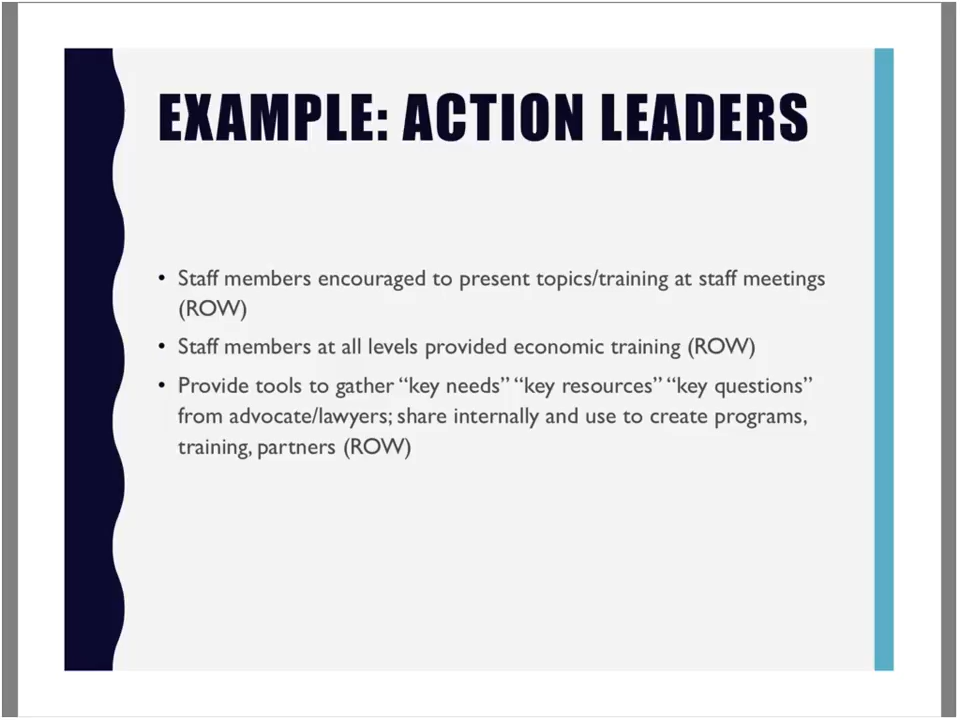 EXAMPLE: ACTION LEADERS
• Staff members encouraged to present topics/training at staff meetings
(ROW)
• Staff members at all levels provided economic training (ROW)
• Provide tools to gather “key needs” “key resources” “key questions”
from advocate/lawyers; share internally and use to create programs,
training, partners (ROW)